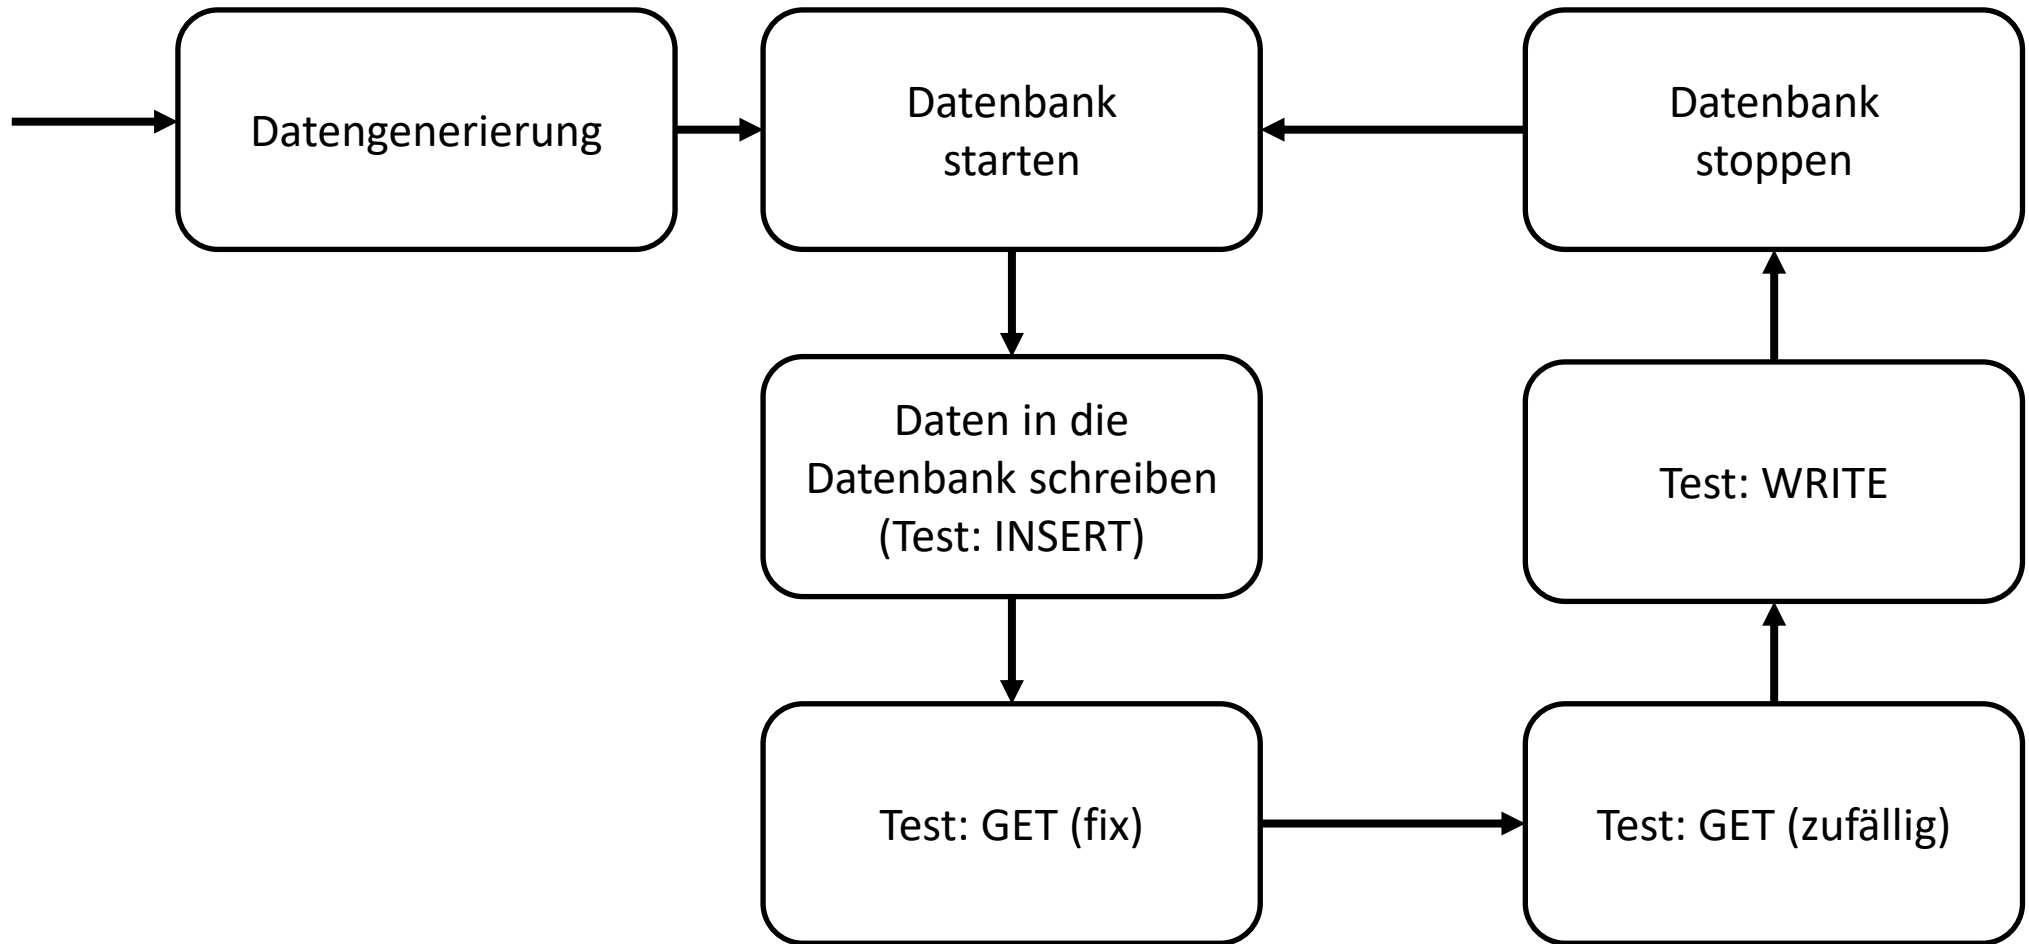 Datengenerierung
Datenbank
starten
Datenbank
stoppen
Daten in die
Datenbank schreiben
(Test: INSERT)
Test: WRITE
Test: GET (fix)
Test: GET (zufällig)